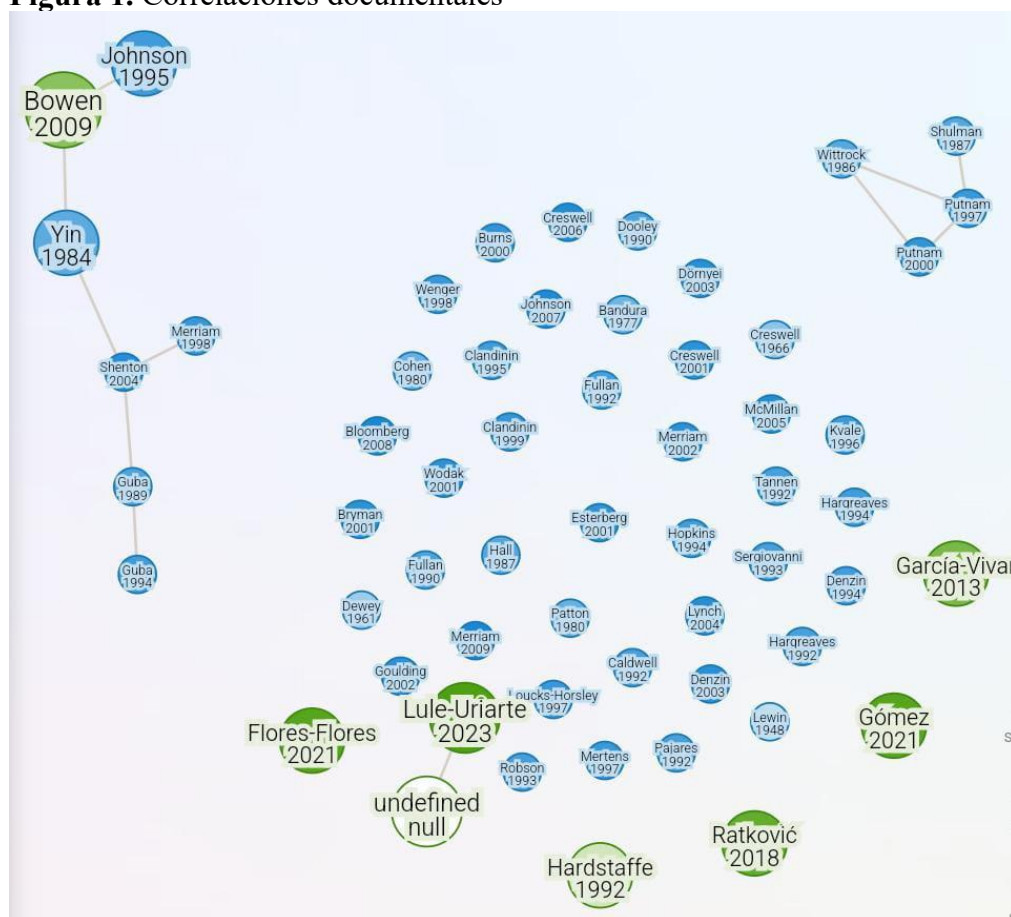 Figura 1. Correlaciones documentales
Johnson
1995
Bowen
2009
Shulman
1987
Wittrock
1986
Putnam
1997
Creswell
2006
Dooley
1990
Burns
2000
Yin
1984
Putnam
2000
Dörnyei
2003
Wenger
1998
Johnson
2007
Bandura
1977
Merriam
1998
Creswell
1966
Shenton
2004
Cohen
1980
Clandinin
1995
Creswell
2001
Fullan
1992
McMillan
2005
Bloomberg
2008
Clandinin
1999
Merriam
2002
Kvale
1996
Wodak
2001
Guba
1989
Tannen
1992
Hargreaves
1994
Bryman
2001
Esterberg
2001
Hopkins
1994
Hall
1987
Sergiovanni
1993
Guba
1994
Fullan
1990
García-Vivar
2013
Denzin
1994
Dewey
1961
Patton
1980
Lynch
2004
Merriam
2009
Hargreaves
1992
Goulding
2002
Caldwell
1992
Denzin
2003
Loucks-Horsley
1997
Lule-Uriarte
2023
Lewin
1948
Gómez
2021
Flores-Flores
2021
Robson
1993
Mertens
1997
Pajares
1992
undefined
null
Ratković
2018
Hardstaffe
1992